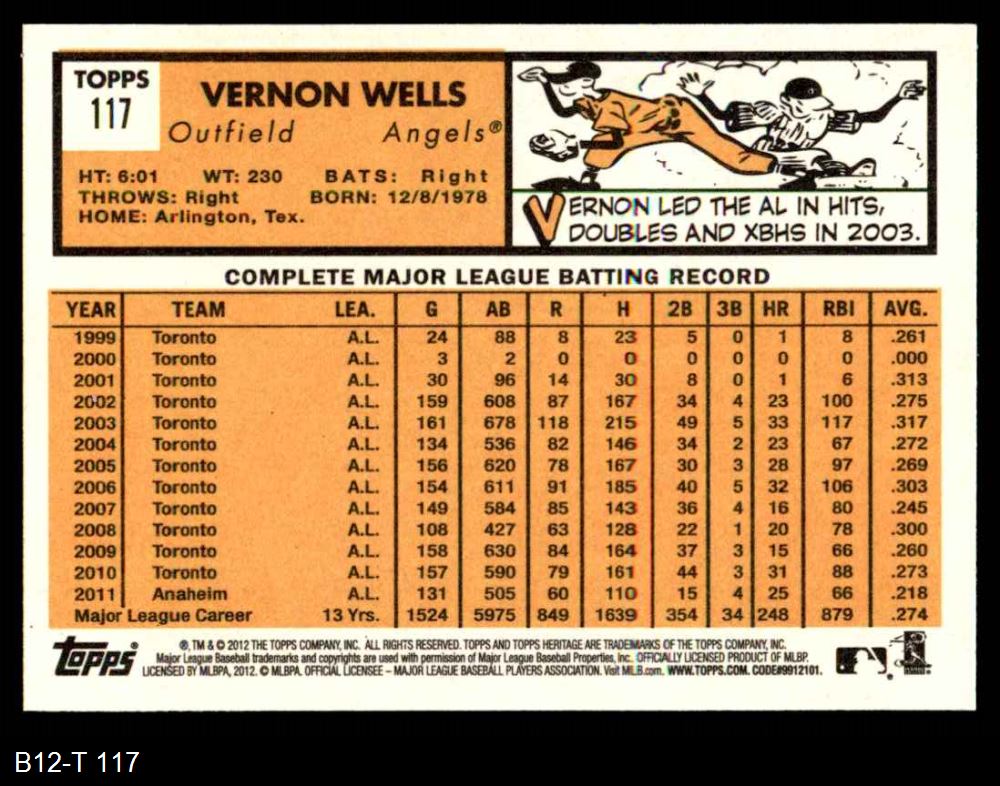 TOPPS
117
VERNON WELLS
Outfield Angels®
HT: 6:01 WT: 230 BATS: Right
THROWS: Right BORN: 12/8/1978
HOME: Arlington, Tex.
VERNON LED THE AL IN HITS,
DOUBLES AND XBHS IN 2003.
COMPLETE MAJOR LEAGUE BATTING RECORD
YEAR TEAM LEA. G AB R H 2B 3B HR RBI AVG.
1999 Toronto A.L. 24 88 8 23 5 0 1 8 .261
2000 Toronto A.L. 3 2 0 0 0 0 0 0 .000
2001 Toronto A.L. 30 96 14 30 8 0 1 6 .313
2002 Toronto A.L. 159 608 87 167 34 4 23 100 .275
2003 Toronto A.L. 161 678 118 215 49 5 33 117 .317
2004 Toronto A.L. 134 536 82 146 34 2 23 67 .272
2005 Toronto A.L. 156 620 78 167 30 3 28 97 .269
2006 Toronto A.L. 154 611 91 185 40 5 32 106 .303
2007 Toronto A.L. 149 584 85 143 36 4 16 80 .245
2008 Toronto A.L. 108 427 63 128 22 1 20 78 .300
2009 Toronto A.L. 158 630 84 164 37 3 15 66 .260
2010 Toronto A.L. 157 590 79 161 44 3 31 88 .273
2011 Anaheim A.L. 131 505 60 110 15 4 25 66 .218
Major League Career 13 Yrs. 1524 5975 849 1639 354 34 248 879 .274
Topps
®, TM & © 2012 THE TOPPS COMPANY, INC. ALL RIGHTS RESERVED. TOPPS AND TOPPS HERITAGE ARE TRADEMARKS OF THE TOPPS COMPANY, INC.
Major League Baseball trademarks and copyrights are used with permission of Major League Baseball Properties, Inc. OFFICIALLY LICENSED PRODUCT OF MLBP.
LICENSED BY MLBPA, 2012. © MLBPA. OFFICIAL LICENSEE – MAJOR LEAGUE BASEBALL PLAYERS ASSOCIATION. Visit MLB.com. WWW.TOPPS.COM. CODE#9912101.
B12-T 117